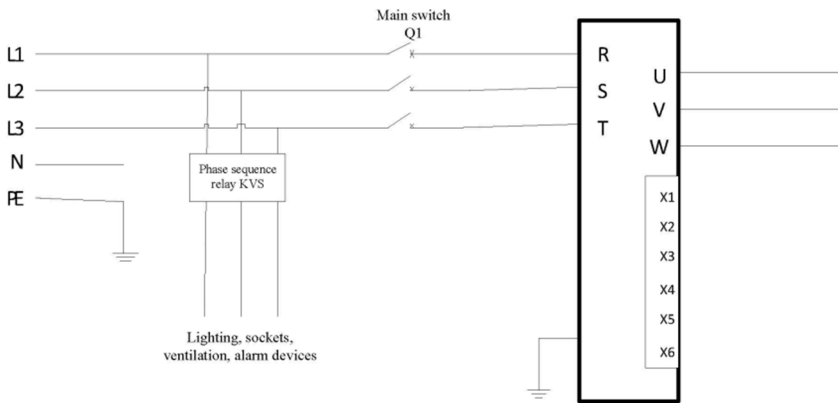 Main switch
Q1
L1
L2
L3
N
PE
R
S
T
U
V
W
Phase sequence
relay KVS
X1
X2
X3
X4
X5
X6
Lighting, sockets,
ventilation, alarm devices